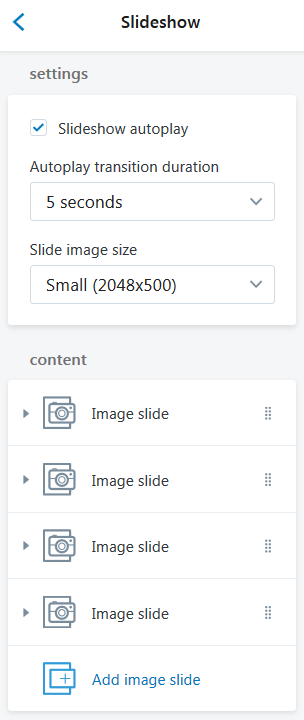 Slideshow
settings
Slideshow autoplay
Autoplay transition duration
5 seconds
Slide image size
Small (2048x500)
content
Image slide
Image slide
Image slide
Image slide
Add image slide